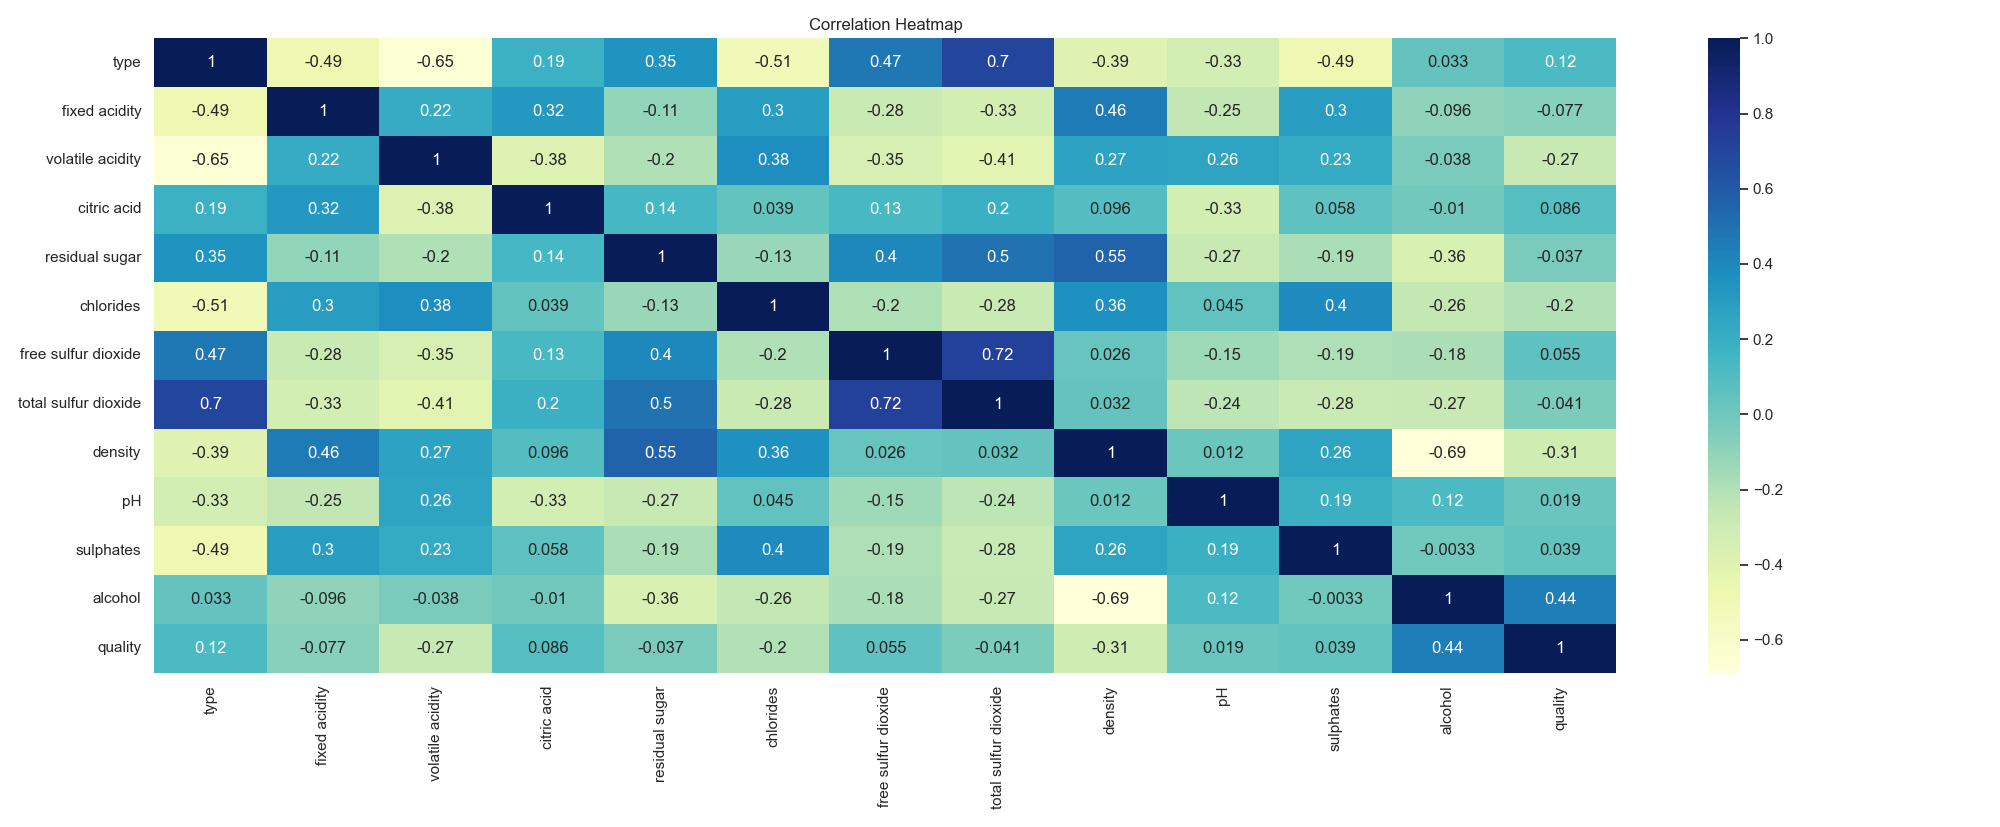 Correlation Heatmap
type 1 -0.49 -0.65 0.19 0.35 -0.51 0.47 0.7 -0.39 -0.33 -0.49 0.033 0.12
fixed acidity -0.49 1 0.22 0.32 -0.11 0.3 -0.28 -0.33 0.46 -0.25 0.3 -0.096 -0.077
volatile acidity -0.65 0.22 1 -0.38 -0.2 0.38 -0.35 -0.41 0.27 0.26 0.23 -0.038 -0.27
citric acid 0.19 0.32 -0.38 1 0.14 0.039 0.13 0.2 0.096 -0.33 0.058 -0.01 0.086
residual sugar 0.35 -0.11 -0.2 0.14 1 -0.13 0.4 0.5 0.55 -0.27 -0.19 -0.36 -0.037
chlorides -0.51 0.3 0.38 0.039 -0.13 1 -0.2 -0.28 0.36 0.045 0.4 -0.26 -0.2
free sulfur dioxide 0.47 -0.28 -0.35 0.13 0.4 -0.2 1 0.72 0.026 -0.15 -0.19 -0.18 0.055
total sulfur dioxide 0.7 -0.33 -0.41 0.2 0.5 -0.28 0.72 1 0.032 -0.24 -0.28 -0.27 -0.041
density -0.39 0.46 0.27 0.096 0.55 0.36 0.026 0.032 1 0.012 0.26 -0.69 -0.31
pH -0.33 -0.25 0.26 -0.33 -0.27 0.045 -0.15 -0.24 0.012 1 0.19 0.12 0.019
sulphates -0.49 0.3 0.23 0.058 -0.19 0.4 -0.19 -0.28 0.26 0.19 1 -0.0033 0.039
alcohol 0.033 -0.096 -0.038 -0.01 -0.36 -0.26 -0.18 -0.27 -0.69 0.12 -0.0033 1 0.44
quality 0.12 -0.077 -0.27 0.086 -0.037 -0.2 0.055 -0.041 -0.31 0.019 0.039 0.44 1
type
fixed acidity
volatile acidity
citric acid
residual sugar
chlorides
free sulfur dioxide
total sulfur dioxide
density
pH
sulphates
alcohol
quality
1.0
0.8
0.6
0.4
0.2
0.0
−0.2
−0.4
−0.6